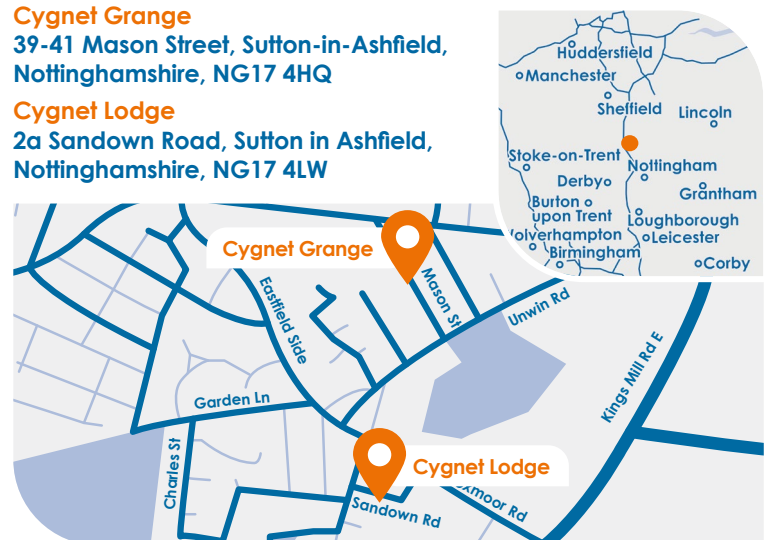 Cygnet Grange
39-41 Mason Street, Sutton-in-Ashfield,
Nottinghamshire, NG17 4HQ
Cygnet Lodge
2a Sandown Road, Sutton in Ashfield,
Nottinghamshire, NG17 4LW
Huddersfield
Manchester
Sheffield
Lincoln
Stoke-on-Trent
Nottingham
Derby
Grantham
Burton
upon Trent
Loughborough
olverhampton
Leicester
Birmingham
Corby
Cygnet Grange
Eastfield Side
Mason St
Unwin Rd
Kings Mill Rd E
Garden Ln
Charles St
Cygnet Lodge
xmoor Rd
Sandown Rd